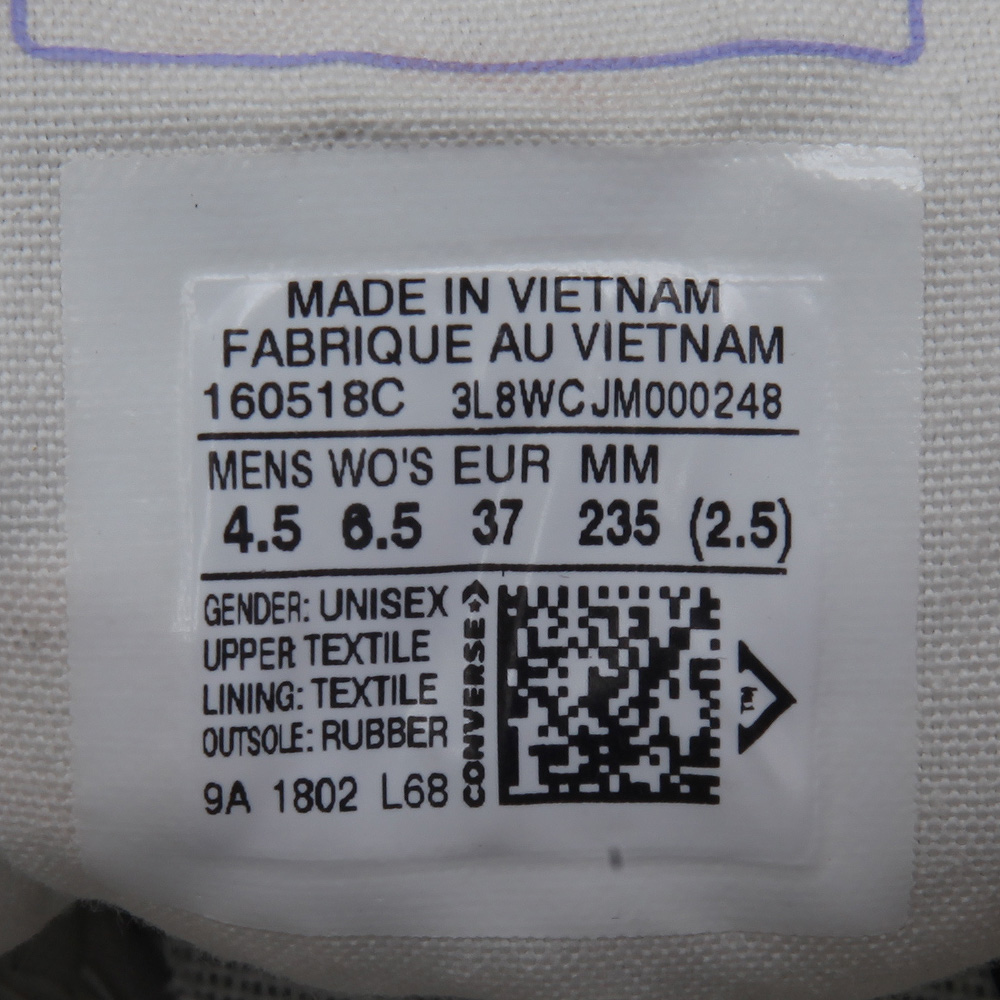 MADE IN VIETNAM
FABRIQUE AU VIETNAM
160518C 3L8WCJM000248
MENS WO'S EUR MM
4.5 6.5 37 235 (2.5)
GENDER: UNISEX
UPPER TEXTILE
LINING: TEXTILE
OUTSOLE: RUBBER
9A 1802 L68
CONVERSE